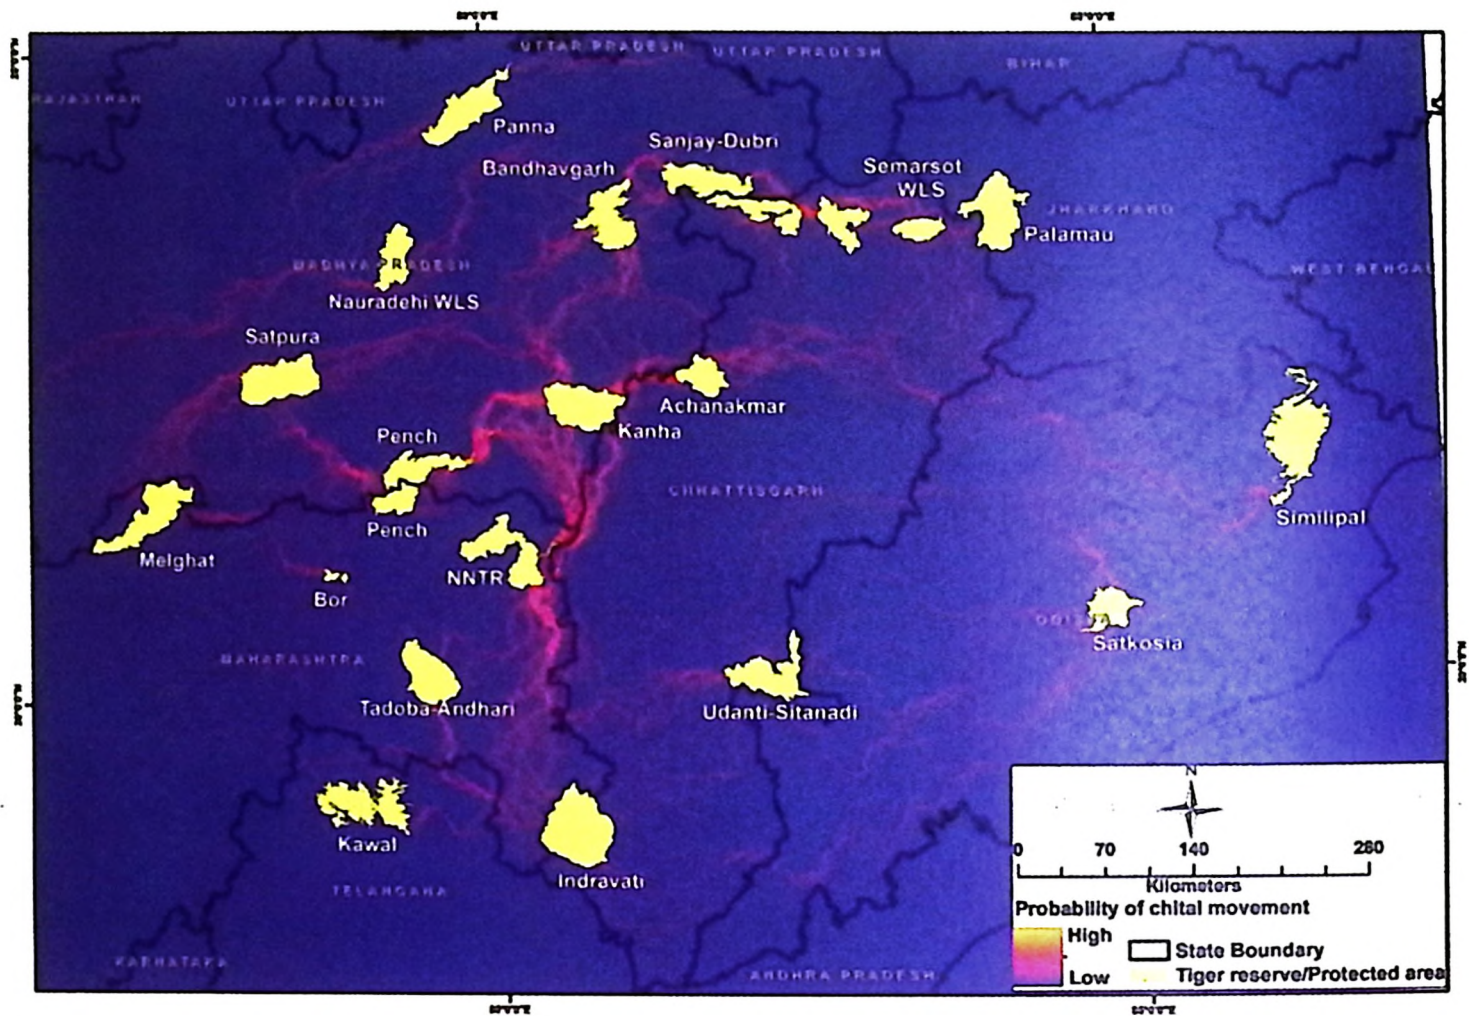 UTTAR PRADESH
UTTAR PRADESH
BIHAR
RAJASTHAN
UTTAR PRADESH
Panna
Sanjay-Dubri
Bandhavgarh
Semarsot
WLS
JHARKHAND
Palamau
MADHYA PRADESH
WEST BENGAL
Nauradehi WLS
Satpura
Achanakmar
Kanha
Pench
CHHATTISGARH
Similipal
Pench
Melghat
NNTR
Bor
ODISHA
Satkosia
MAHARASHTRA
Tadoba-Andhari
Udanti-Sitanadi
Kawal
Indravati
TELANGANA
KARNATAKA
ANDHRA PRADESH
N
0 70 140 280
Kilometers
Probability of chital movement
High
Low
State Boundary
Tiger reserve/Protected area